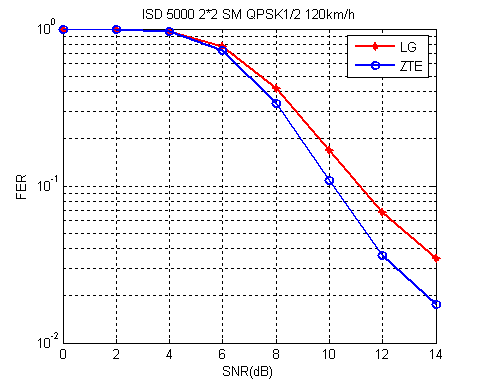 ISD 5000 2*2 SM QPSK1/2 120km/h
LG
ZTE
10^0
10^-1
10^-2
FER
0 2 4 6 8 10 12 14
SNR(dB)